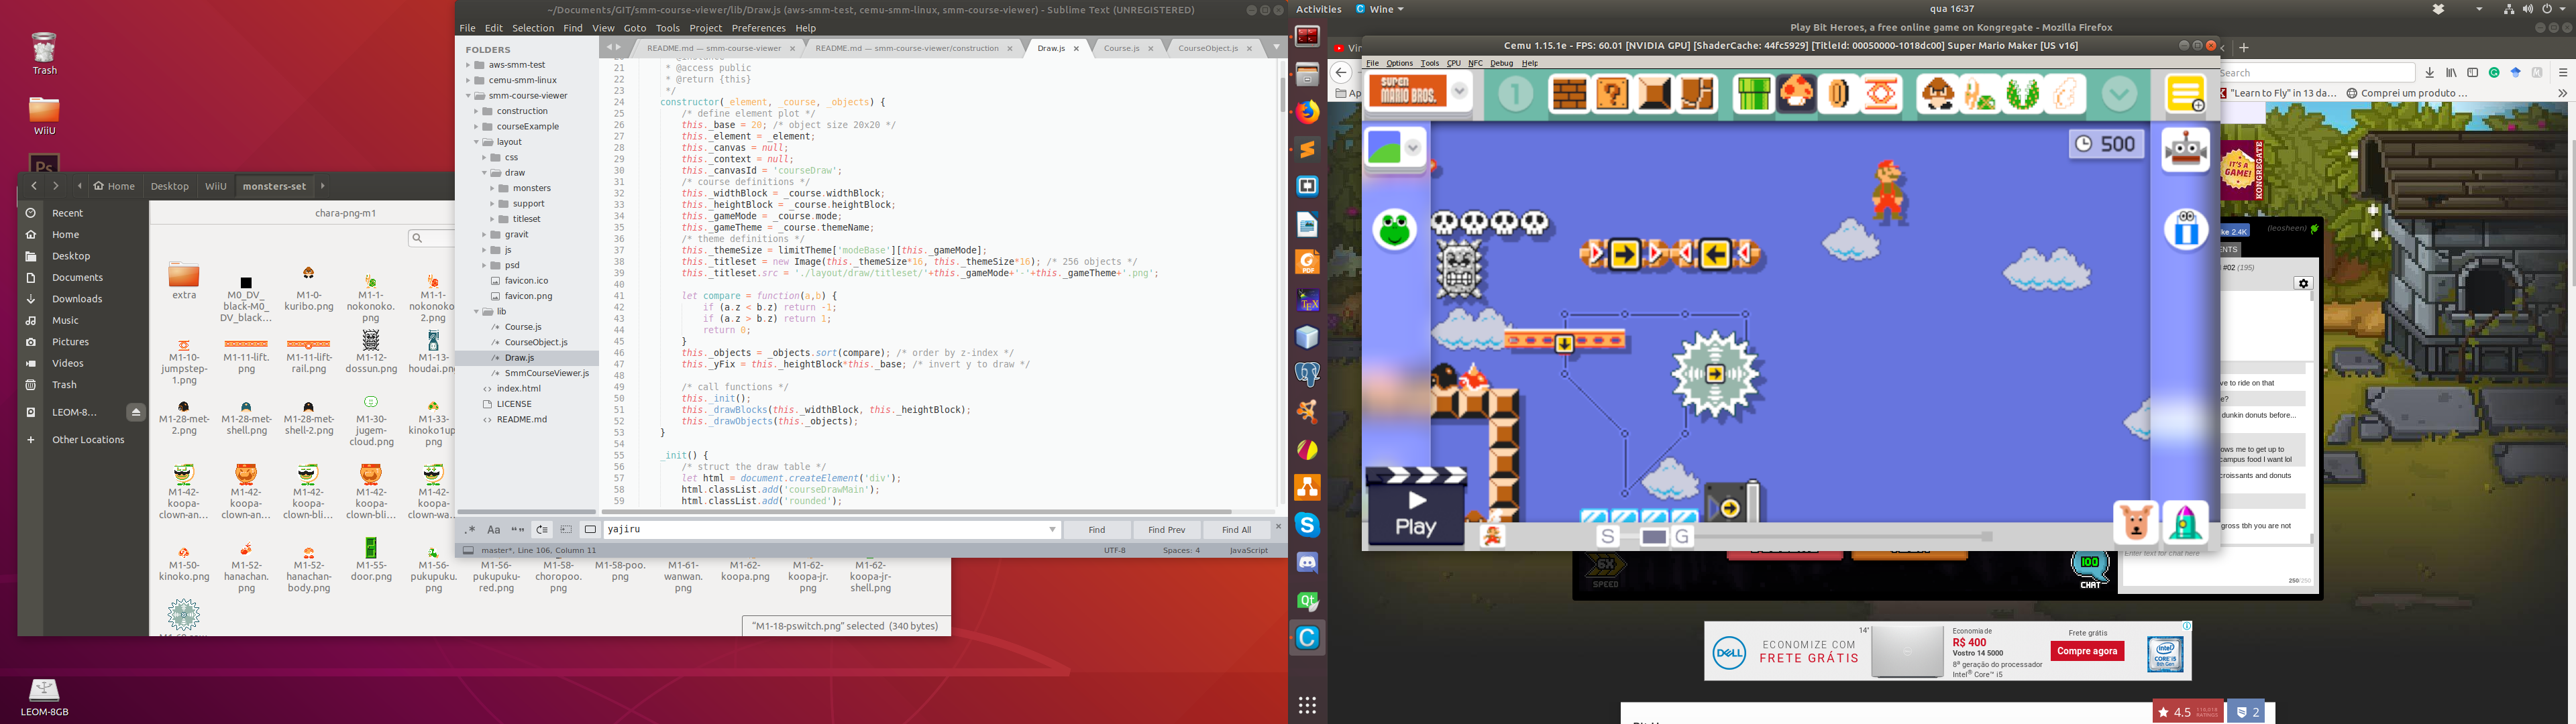 Trash
WiiU
Ps
LEOM-8GB
Home
Desktop
WiiU
monsters-set
Recent
Home
Desktop
Documents
Downloads
Music
Pictures
Videos
Trash
LEOM-8...
Other Locations
chara-png-m1
extra
M0_DV_
black-M0_
DV_black...
M1-0-
kuribo.png
M1-1-
nokonoko.
png
M1-1-
nokonoko
2.png
M1-10-
jumpstep-
1.png
M1-11-lift.
png
M1-11-lift-
rail.png
M1-12-
dossun.png
M1-13-
houdai.png
M1-28-met-
2.png
M1-28-met-
shell.png
M1-28-met-
shell-2.png
M1-30-
jugem-
cloud.png
M1-33-
kinoko1up
png
M1-42-
koopa-
clown-an...
M1-42-
koopa-
clown-an...
M1-42-
koopa-
clown-bli...
M1-42-
koopa-
clown-bli...
M1-42-
koopa-
clown-wa...
M1-50-
kinoko.png
M1-52-
hanachan.
png
M1-52-
hanachan-
body.png
M1-55-
door.png
M1-56-
pukupuku.
png
M1-56-
pukupuku-
red.png
M1-58-
choropoo.
png
M1-58-poo.
png
M1-61-
wanwan.
png
M1-62-
koopa.png
M1-62-
koopa-jr.
png
M1-62-
koopa-jr-
shell.png
"M1-18-pswitch.png" selected (340 bytes)
~/Documents/GIT/smm-course-viewer/lib/Draw.js (aws-smm-test, cemu-smm-linux, smm-course-viewer) - Sublime Text (UNREGISTERED)
File Edit Selection Find View Goto Tools Project Preferences Help
FOLDERS
aws-smm-test
cemu-smm-linux
smm-course-viewer
construction
courseExample
layout
css
draw
monsters
support
titleset
gravit
js
psd
favicon.ico
favicon.png
lib
Course.js
CourseObject.js
Draw.js
SmmCourseViewer.js
index.html
LICENSE
README.md
README.md — smm-course-viewer
README.md — smm-course-viewer/construction
Draw.js
Course.js
CourseObject.js
21 * @access public
22 * @return {this}
23 */
24 constructor(_element, _course, _objects) {
25 /* define element plot */
26 this._base = 20; /* object size 20x20 */
27 this._element = _element;
28 this._canvas = null;
29 this._context = null;
30 this._canvasId = 'courseDraw';
31 /* course definitions */
32 this._widthBlock = _course.widthBlock;
33 this._heightBlock = _course.heightBlock;
34 this._gameMode = _course.mode;
35 this._gameTheme = _course.themeName;
36 /* theme definitions */
37 this._themeSize = limitTheme['modeBase'][this._gameMode];
38 this._titleset = new Image(this._themeSize*16, this._themeSize*16); /* 256 objects */
39 this._titleset.src = './layout/draw/titleset/'+this._gameMode+'-'+this._gameTheme+'.png';
40
41 let compare = function(a,b) {
42 if (a.z < b.z) return -1;
43 if (a.z > b.z) return 1;
44 return 0;
45 }
46 this._objects = _objects.sort(compare); /* order by z-index */
47 this._yFix = this._heightBlock*this._base; /* invert y to draw */
48
49 /* call functions */
50 this._init();
51 this._drawBlocks(this._widthBlock, this._heightBlock);
52 this._drawObjects(this._objects);
53 }
54
55 _init() {
56 /* struct the draw table */
57 let html = document.createElement('div');
58 html.classList.add('courseDrawMain');
59 html.classList.add('rounded');
yajiru
Find
Find Prev
Find All
master*, Line 106, Column 11
UTF-8
Spaces: 4
JavaScript
Activities
Wine
qua 16:37
Play Bit Heroes, a free online game on Kongregate - Mozilla Firefox
Cemu 1.15.1e - FPS: 60.01 [NVIDIA GPU] [ShaderCache: 44fc5929] [TitleId: 00050000-1018dc00] Super Mario Maker [US v16]
File Options Tools CPU NFC Debug Help
SUPER
MARIO BROS.
1
500
Play
S
G
Search
"Learn to Fly" in 13 da...
Comprei um produto ...
IT'S A
GAME!
KONGREGATE
ke 2.4K
(leosheen)
ENTS
#02 (195)
ve to ride on that
e?
dunkin donuts before...
ows me to get up to
campus food I want lol
croissants and donuts
gross tbh you are not
Enter text for chat here
250/250
6X
SPEED
100
CHAT
DELL
ECONOMIZE COM
FRETE GRÁTIS
14"
Economia de
R$ 400
Vostro 14 5000
8ª geração do processador
Intel® Core™ i5
Frete grátis
Compre agora
intel
CORE i5
4.5
2